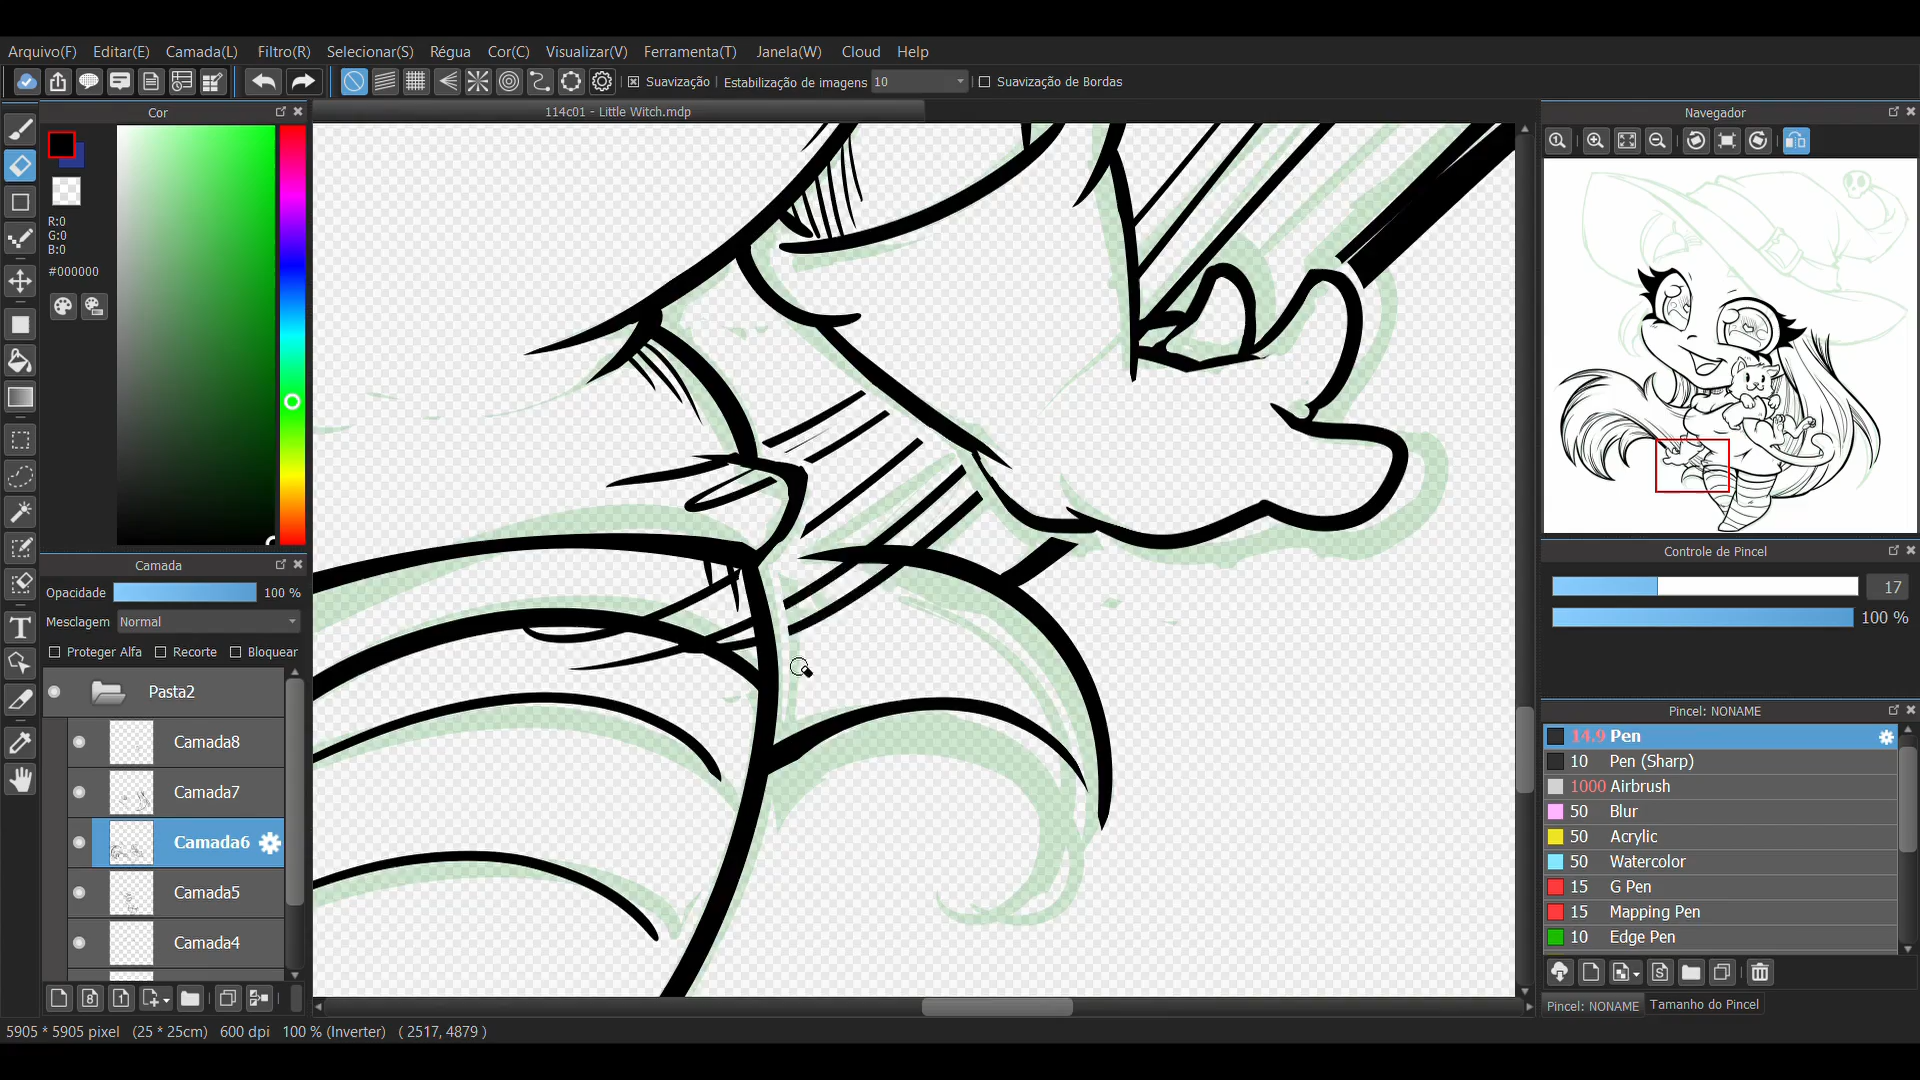 Arquivo(F) Editar(E) Camada(L) Filtro(R) Selecionar(S) Régua Cor(C) Visualizar(V) Ferramenta(T) Janela(W) Cloud Help
Suavização Estabilização de imagens 10 Suavização de Bordas
Cor
114c01 - Little Witch.mdp
Navegador
R:0
G:0
B:0
#000000
Camada
Opacidade 100 %
Mesclagem Normal
Proteger Alfa Recorte Bloquear
Pasta2
Camada8
Camada7
Camada6
Camada5
Camada4
Controle de Pincel
17
100 %
Pincel: NONAME
14.9 Pen
10 Pen (Sharp)
1000 Airbrush
50 Blur
50 Acrylic
50 Watercolor
15 G Pen
15 Mapping Pen
10 Edge Pen
Pincel: NONAME Tamanho do Pincel
5905 * 5905 pixel (25 * 25cm) 600 dpi 100 % (Inverter) ( 2517, 4879 )